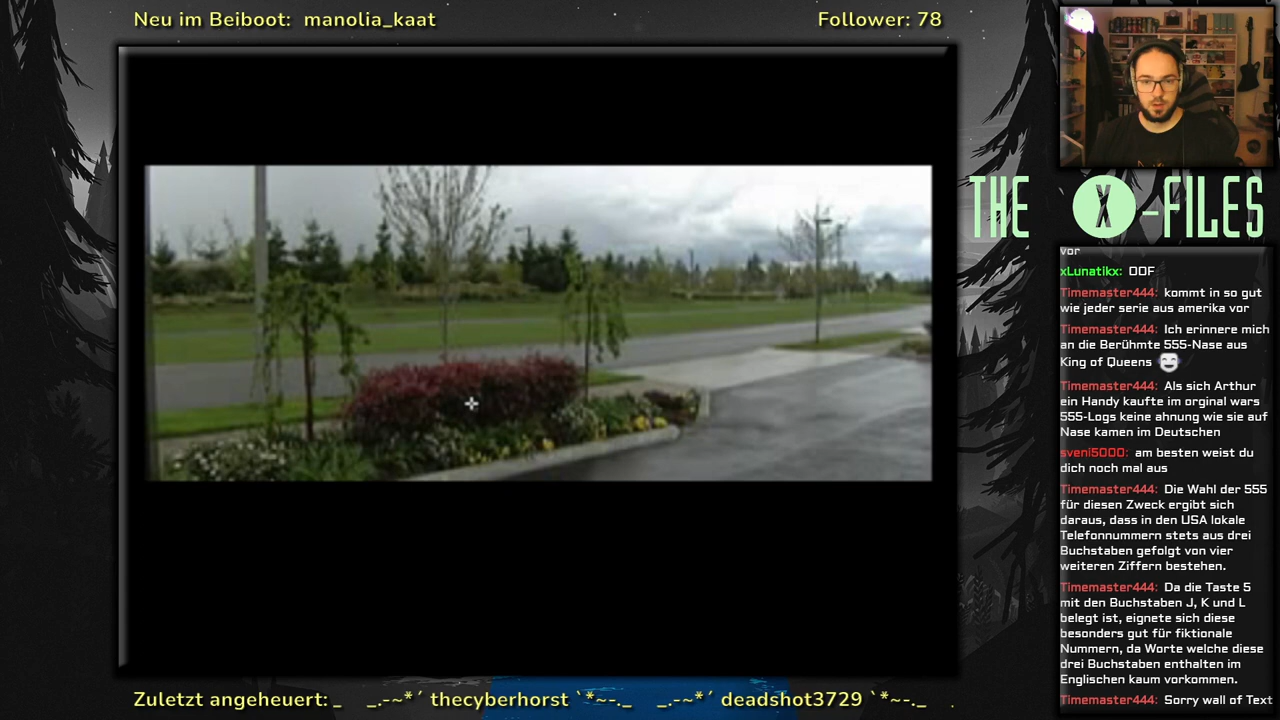 Neu im Beiboot: manolia_kaat
Follower: 78
THE X-FILES
vor
xLunatikx: OOF
Timemaster444: kommt in so gut
wie jeder serie aus amerika vor
Timemaster444: Ich erinnere mich
an die Berühmte 555-Nase aus
King of Queens
Timemaster444: Als sich Arthur
ein Handy kaufte im orginal wars
555-Logs keine ahnung wie sie auf
Nase kamen im Deutschen
sveni5000: am besten weist du
dich noch mal aus
Timemaster444: Die Wahl der 555
für diesen Zweck ergibt sich
daraus, dass in den USA lokale
Telefonnummern stets aus drei
Buchstaben gefolgt von vier
weiteren Ziffern bestehen.
Timemaster444: Da die Taste 5
mit den Buchstaben J, K und L
belegt ist, eignete sich diese
besonders gut für fiktionale
Nummern, da Worte welche diese
drei Buchstaben enthalten im
Englischen kaum vorkommen.
Timemaster444: Sorry wall of Text
Zuletzt angeheuert: _ _.-~*´ thecyberhorst `*~-._ _.-~*´ deadshot3729 `*~-._ .